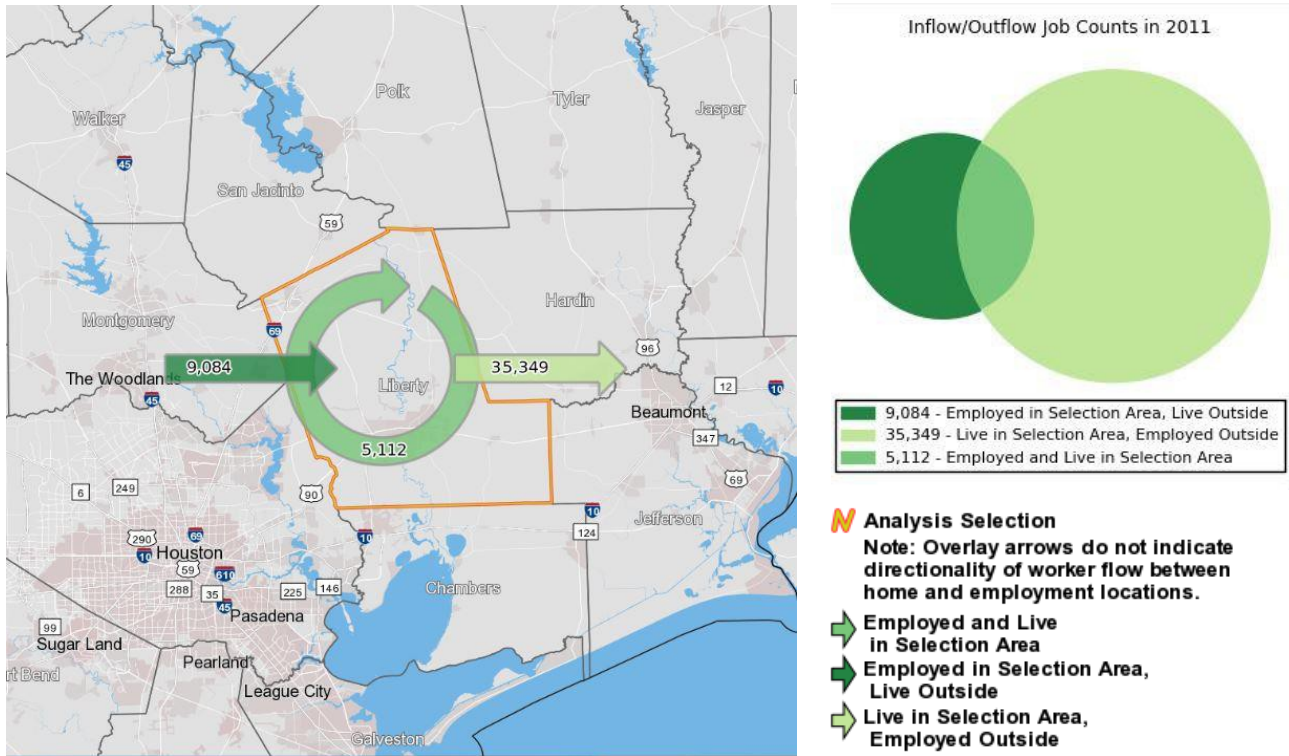 Polk
Tyler
Jasper
Walker
45
San Jacinto
59
Hardin
Montgomery
69
96
9,084
35,349
The Woodlands
Liberty
12
10
45
Beaumont
347
5,112
69
6
249
90
Jefferson
10
10
124
290
69
Houston
10
59
610
288
35
225
146
Chambers
45
Pasadena
99
Sugar Land
Pearland
rt Bend
League City
Galveston
Inflow/Outflow Job Counts in 2011
9,084 - Employed in Selection Area, Live Outside
35,349 - Live in Selection Area, Employed Outside
5,112 - Employed and Live in Selection Area
Analysis Selection
Note: Overlay arrows do not indicate
directionality of worker flow between
home and employment locations.
Employed and Live
in Selection Area
Employed in Selection Area,
Live Outside
Live in Selection Area,
Employed Outside